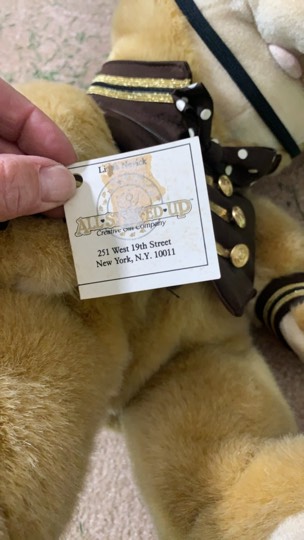 ALL STUFFED UP
Creative Gift Company
251 West 19th Street
New York, N.Y. 10011